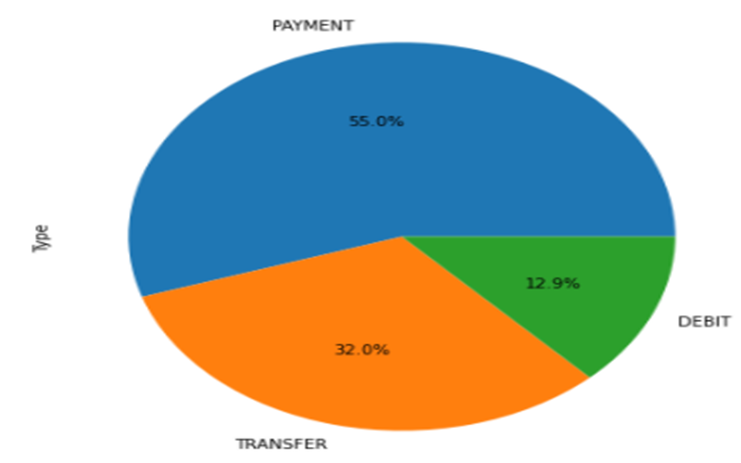 PAYMENT
55.0%
Type
12.9%
DEBIT
32.0%
TRANSFER